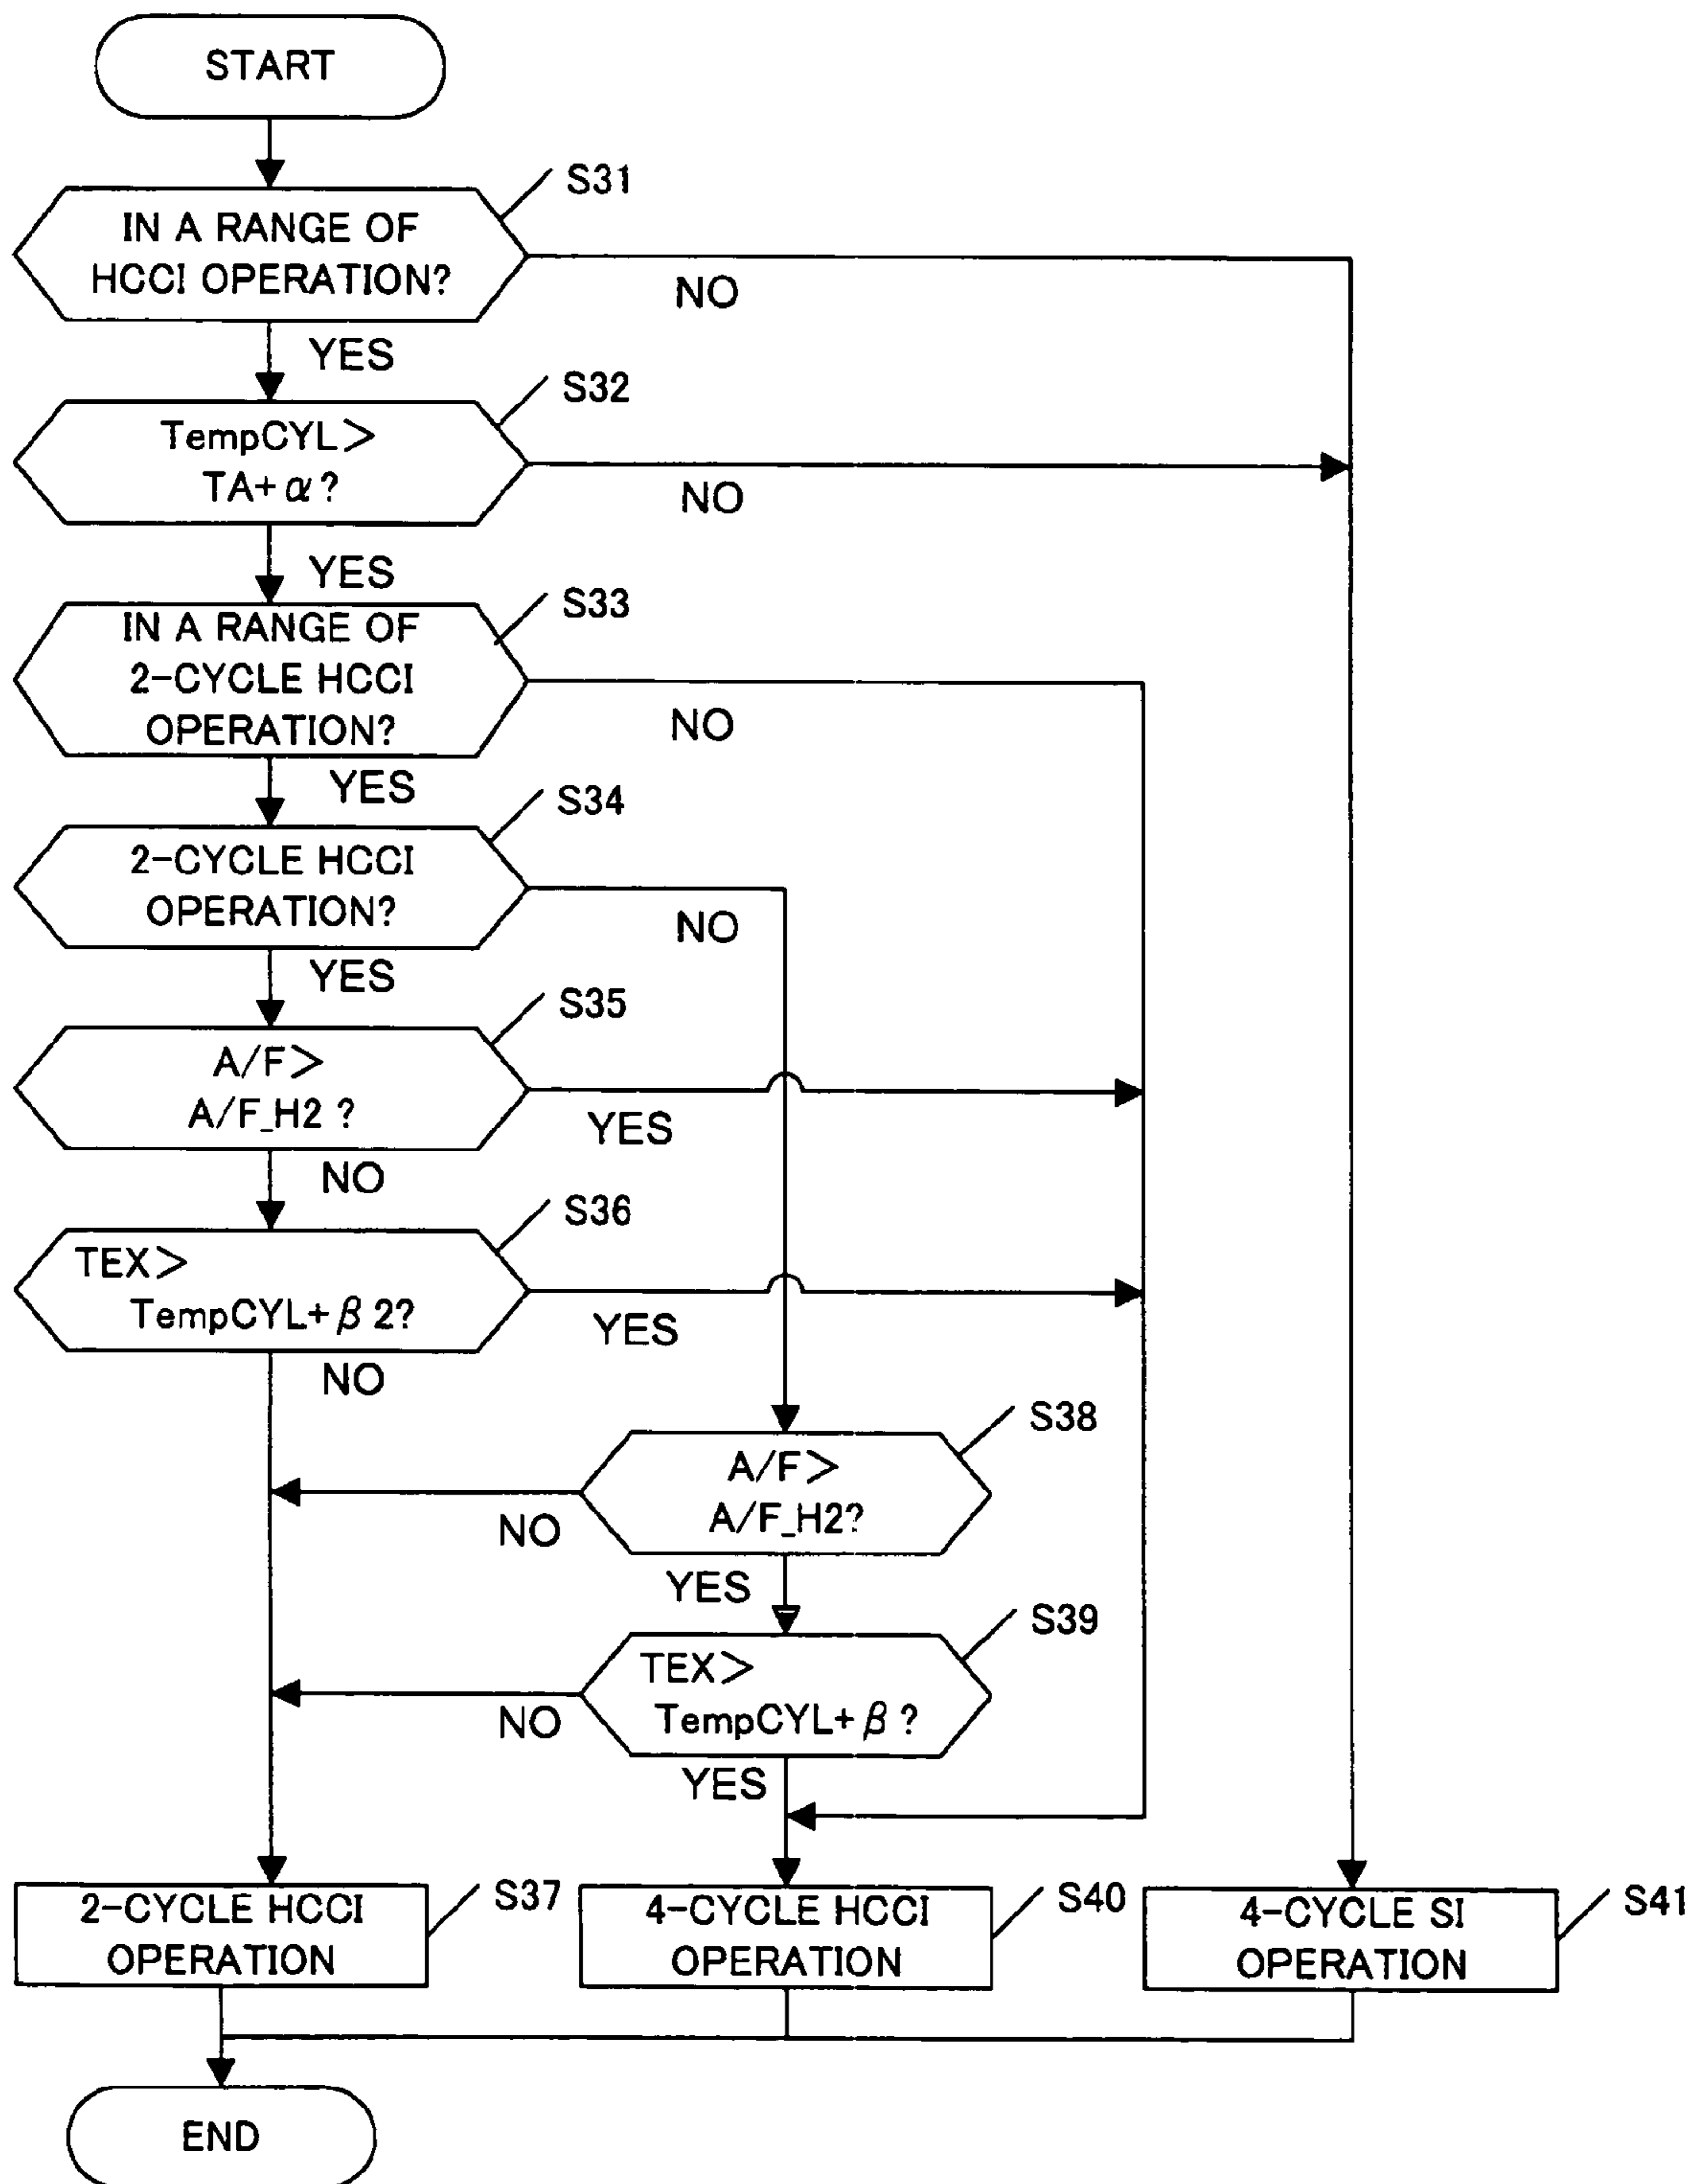 START
S31
IN A RANGE OF
HCCI OPERATION?
NO
YES
S32
TempCYL>
TA+α?
NO
YES
S33
IN A RANGE OF
2-CYCLE HCCI
OPERATION?
NO
YES
S34
2-CYCLE HCCI
OPERATION?
NO
YES
S35
A/F>
A/F_H2 ?
YES
NO
S36
TEX>
TempCYL+β2?
YES
NO
S38
A/F>
A/F_H2?
NO
YES
S39
TEX>
TempCYL+β?
NO
YES
S37
2-CYCLE HCCI
OPERATION
S40
4-CYCLE HCCI
OPERATION
S41
4-CYCLE SI
OPERATION
END